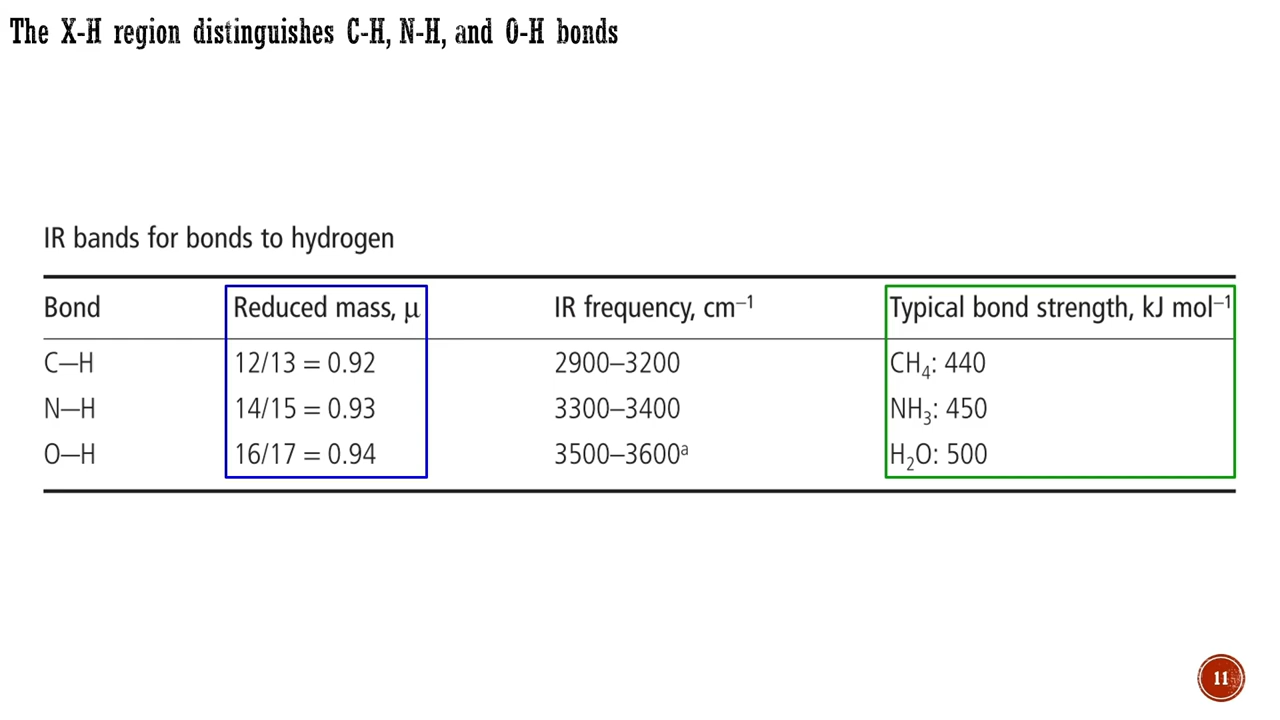 The X-H region distinguishes C-H, N-H, and O-H bonds
IR bands for bonds to hydrogen
Bond Reduced mass, μ IR frequency, cm⁻¹ Typical bond strength, kJ mol⁻¹
C—H 12/13 = 0.92 2900–3200 CH₄: 440
N—H 14/15 = 0.93 3300–3400 NH₃: 450
O—H 16/17 = 0.94 3500–3600ᵃ H₂O: 500
11